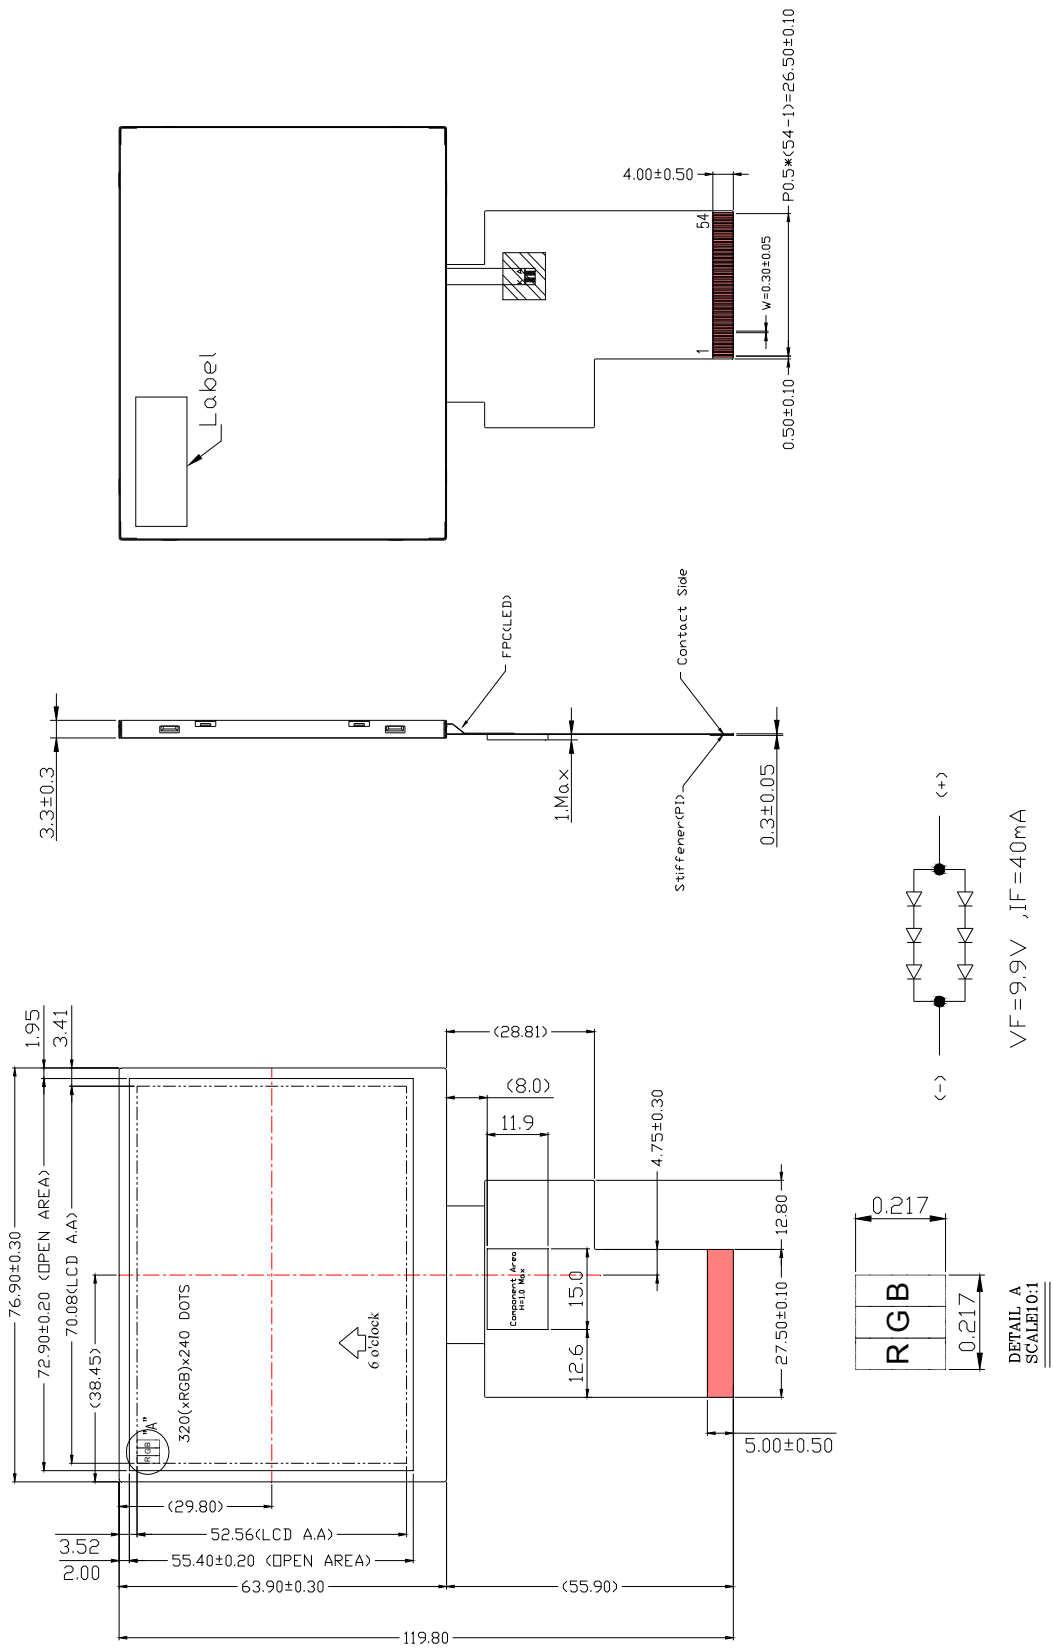 P0.5*(54-1)=26.50±0.10
4.00±0.50
54
W=0.30±0.05
1
0.50±0.10
K A
Label
FPC(LED)
Contact Side
3.3±0.3
1.Max
Stiffener(PI)
0.3±0.05
(+)
(-)
VF=9.9V ,IF=40mA
1.95
3.41
(28.81)
(8.0)
11.9
4.75±0.30
76.90±0.30
72.90±0.20 (OPEN AREA)
70.08(LCD A.A)
(38.45)
320(xRGB)x240 DOTS
6 o'clock
"A"
R G B
Component Area
H=1.0 Max
15.0
12.6
12.80
27.50±0.10
5.00±0.50
0.217
R G B
0.217
DETAIL A
SCALE10:1
(29.80)
3.52
52.56(LCD A.A)
2.00
55.40±0.20 (OPEN AREA)
63.90±0.30
(55.90)
119.80